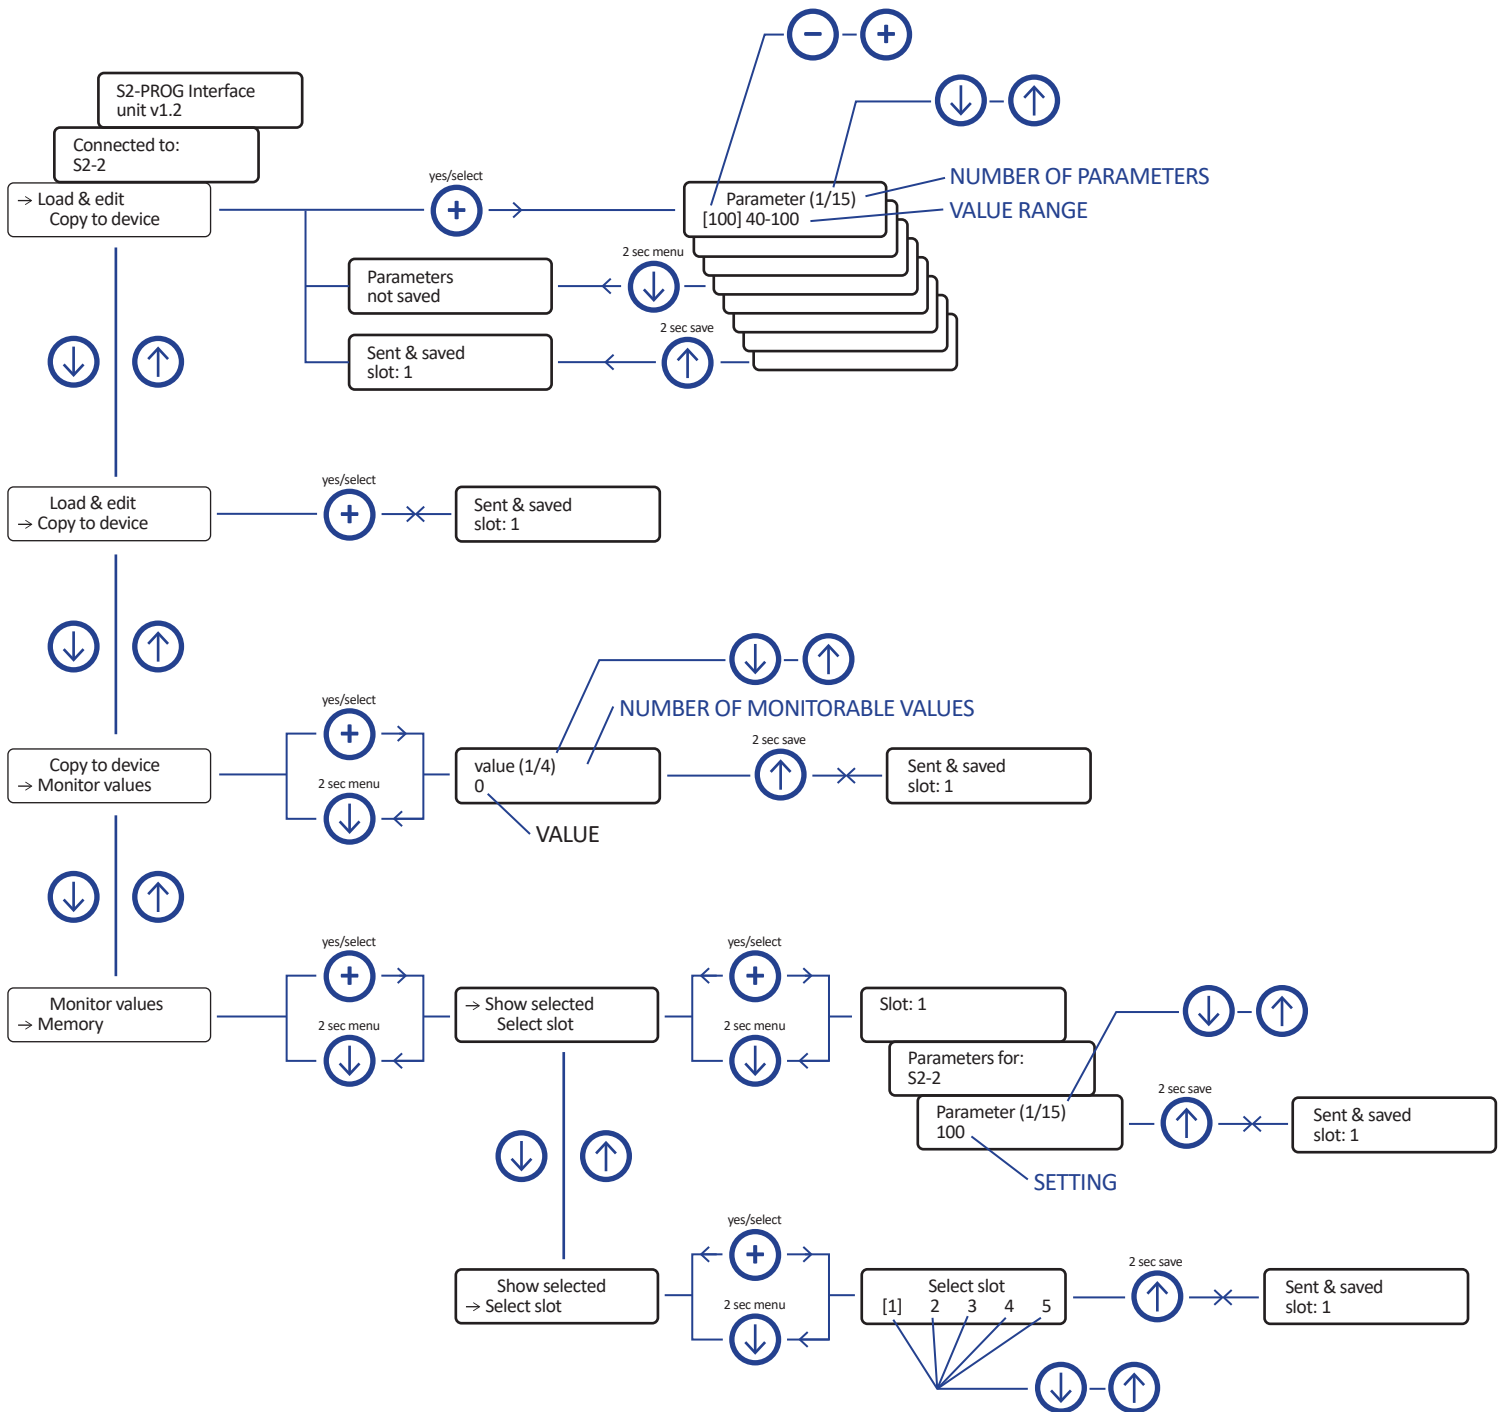 S2-PROG Interface
unit v1.2
Connected to:
S2-2
→ Load & edit
Copy to device
yes/select
Parameter (1/15)
[100] 40-100
NUMBER OF PARAMETERS
VALUE RANGE
2 sec menu
Parameters
not saved
2 sec save
Sent & saved
slot: 1
Load & edit
→ Copy to device
yes/select
Sent & saved
slot: 1
Copy to device
→ Monitor values
yes/select
2 sec menu
value (1/4)
0
NUMBER OF MONITORABLE VALUES
VALUE
2 sec save
Sent & saved
slot: 1
Monitor values
→ Memory
yes/select
2 sec menu
→ Show selected
Select slot
yes/select
2 sec menu
Slot: 1
Parameters for:
S2-2
Parameter (1/15)
100
SETTING
2 sec save
Sent & saved
slot: 1
Show selected
→ Select slot
yes/select
2 sec menu
Select slot
[1] 2 3 4 5
2 sec save
Sent & saved
slot: 1